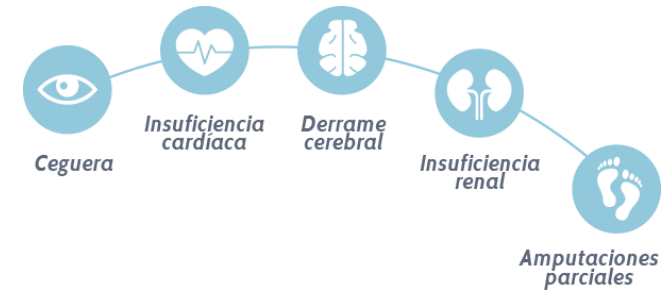 Ceguera
Insuficiencia
cardíaca
Derrame
cerebral
Insuficiencia
renal
Amputaciones
parciales